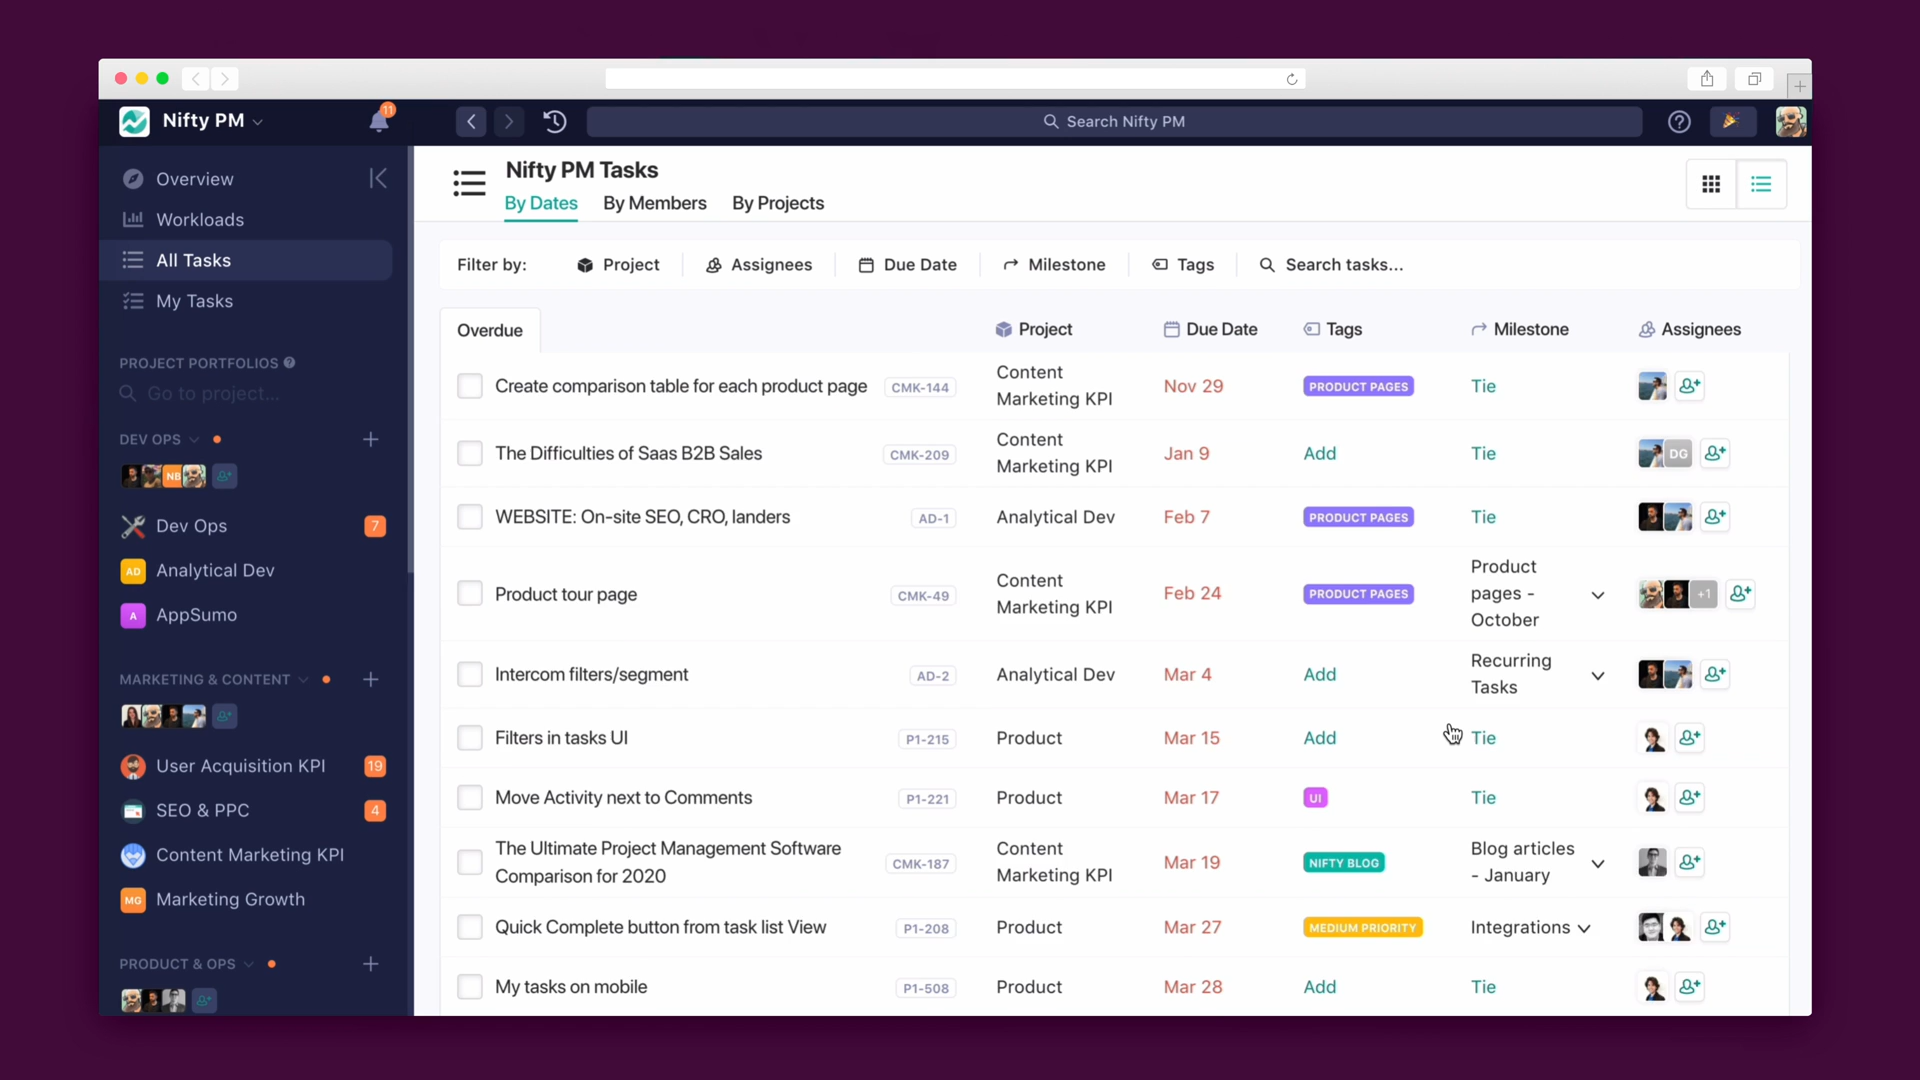 Nifty PM
11
Search Nifty PM
Overview
Workloads
All Tasks
My Tasks
PROJECT PORTFOLIOS
Go to project...
DEV OPS
NB
Dev Ops 7
AD Analytical Dev
A AppSumo
MARKETING & CONTENT
User Acquisition KPI 19
SEO & PPC 4
Content Marketing KPI
MG Marketing Growth
PRODUCT & OPS
Nifty PM Tasks
By Dates By Members By Projects
Filter by: Project Assignees Due Date Milestone Tags Search tasks...
Overdue Project Due Date Tags Milestone Assignees
Create comparison table for each product page CMK-144 Content Marketing KPI Nov 29 PRODUCT PAGES Tie
The Difficulties of Saas B2B Sales CMK-209 Content Marketing KPI Jan 9 Add Tie DG
WEBSITE: On-site SEO, CRO, landers AD-1 Analytical Dev Feb 7 PRODUCT PAGES Tie
Product tour page CMK-49 Content Marketing KPI Feb 24 PRODUCT PAGES Product pages - October +1
Intercom filters/segment AD-2 Analytical Dev Mar 4 Add Recurring Tasks
Filters in tasks UI P1-215 Product Mar 15 Add Tie
Move Activity next to Comments P1-221 Product Mar 17 UI Tie
The Ultimate Project Management Software Comparison for 2020 CMK-187 Content Marketing KPI Mar 19 NIFTY BLOG Blog articles - January
Quick Complete button from task list View P1-208 Product Mar 27 MEDIUM PRIORITY Integrations
My tasks on mobile P1-508 Product Mar 28 Add Tie